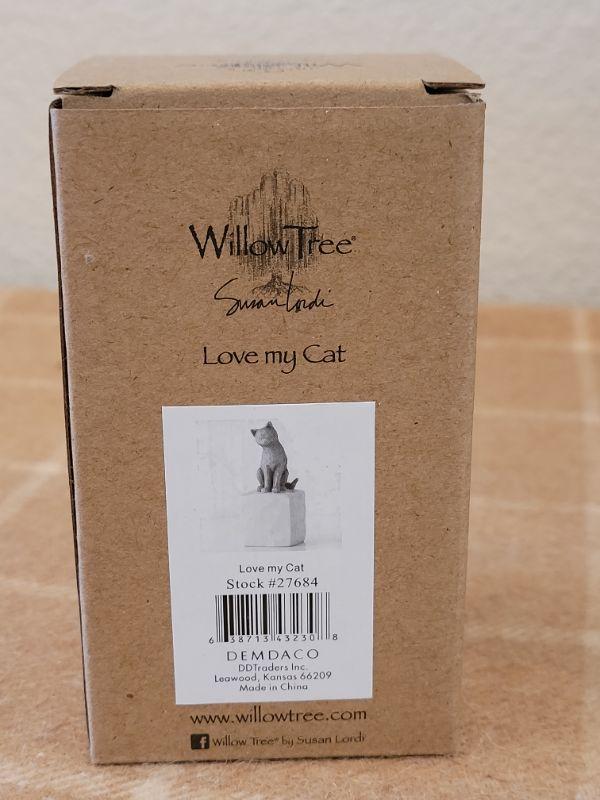 Willow Tree®
Susan Lordi
Love my Cat
Love my Cat
Stock #27684
6 38713 43230 8
DEMDACO
DDTraders Inc.
Leawood, Kansas 66209
Made in China
www.willowtree.com
f Willow Tree® by Susan Lordi